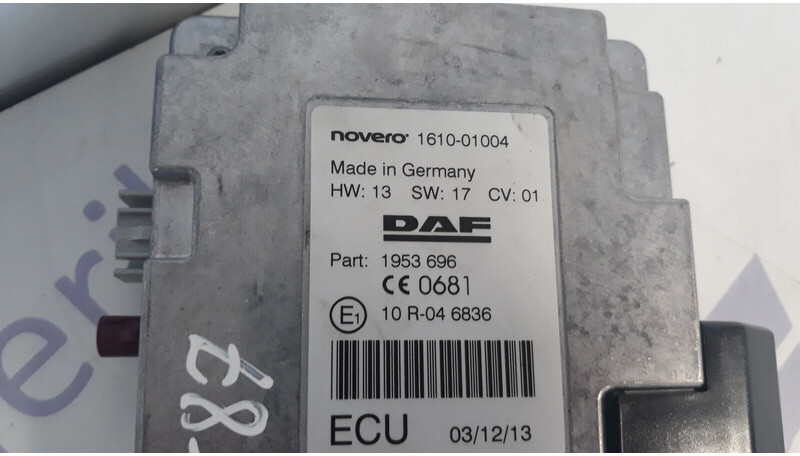 novero 1610-01004
Made in Germany
HW: 13 SW: 17 CV: 01
DAF
Part: 1953 696
CE 0681
E1 10 R-04 6836
ECU 03/12/13
-87